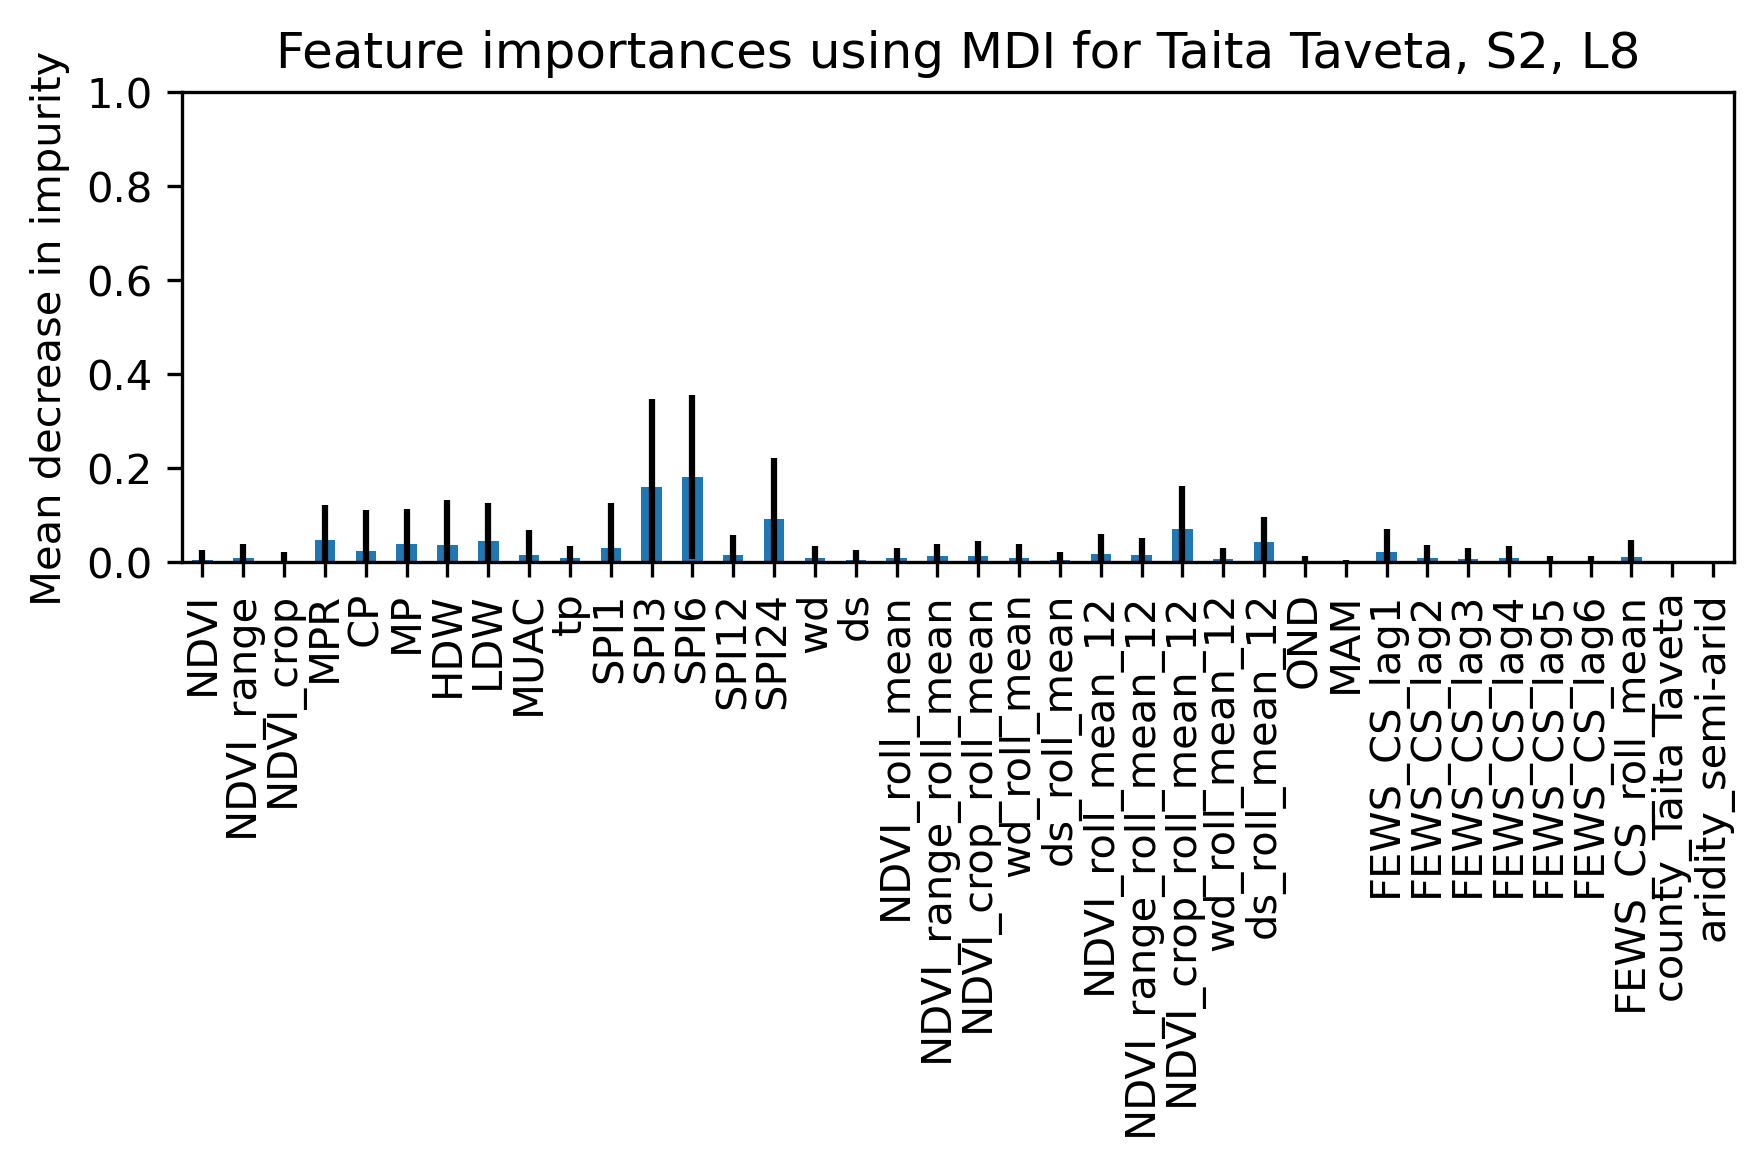 Feature importances using MDI for Taita Taveta, S2, L8
Mean decrease in impurity
1.0
0.8
0.6
0.4
0.2
0.0
NDVI
NDVI_range
NDVI_crop
MPR
CP
MP
HDW
LDW
MUAC
tp
SPI1
SPI3
SPI6
SPI12
SPI24
wd
ds
NDVI_roll_mean
NDVI_range_roll_mean
NDVI_crop_roll_mean
wd_roll_mean
ds_roll_mean
NDVI_roll_mean_12
NDVI_range_roll_mean_12
NDVI_crop_roll_mean_12
wd_roll_mean_12
ds_roll_mean_12
OND
MAM
FEWS_CS_lag1
FEWS_CS_lag2
FEWS_CS_lag3
FEWS_CS_lag4
FEWS_CS_lag5
FEWS_CS_lag6
FEWS_CS_roll_mean
county_Taita Taveta
aridity_semi-arid